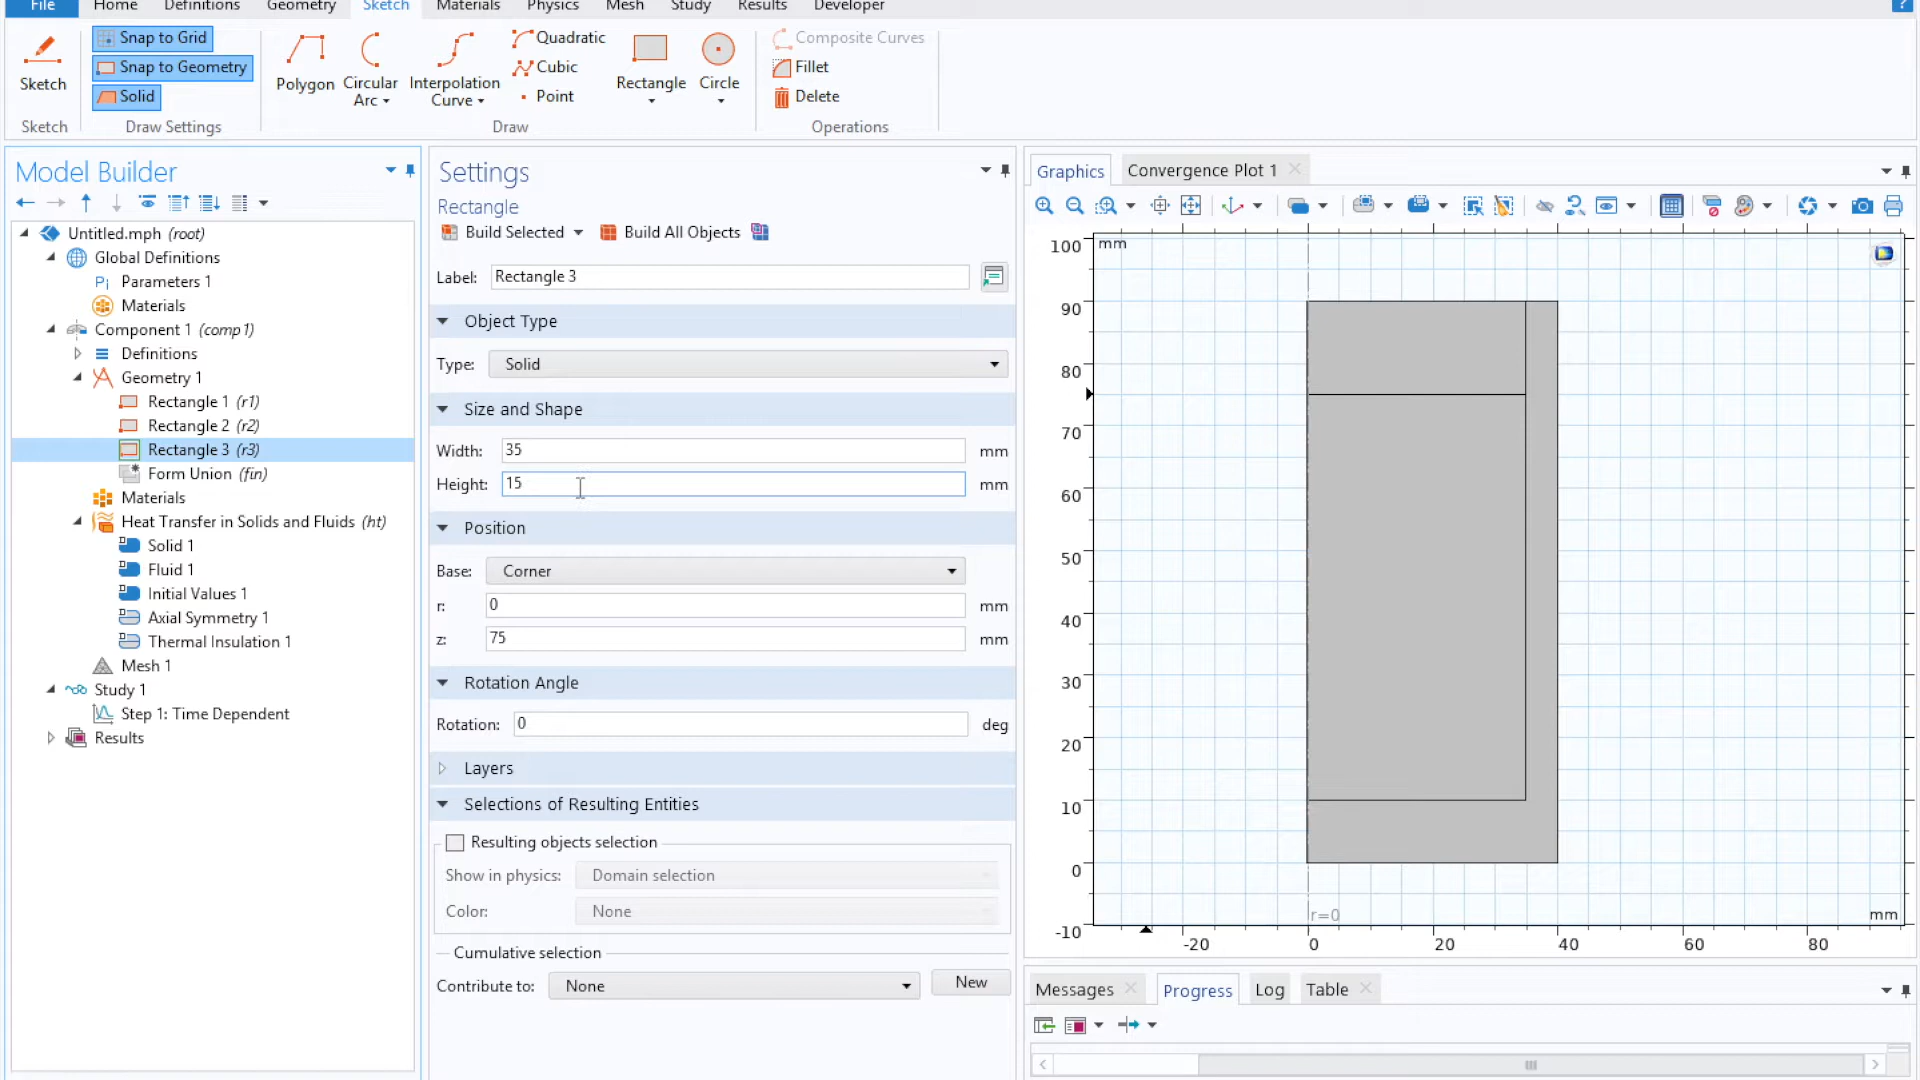 File Home Definitions Geometry Sketch Materials Physics Mesh Study Results Developer ?
Sketch
Snap to Grid
Snap to Geometry
Solid
Polygon
Circular Arc
Interpolation Curve
Quadratic
Cubic
Point
Rectangle
Circle
Composite Curves
Fillet
Delete
Sketch Draw Settings Draw Operations
Model Builder
Untitled.mph (root)
Global Definitions
Pi Parameters 1
Materials
Component 1 (comp1)
Definitions
Geometry 1
Rectangle 1 (r1)
Rectangle 2 (r2)
Rectangle 3 (r3)
Form Union (fin)
Materials
Heat Transfer in Solids and Fluids (ht)
Solid 1
Fluid 1
Initial Values 1
Axial Symmetry 1
Thermal Insulation 1
Mesh 1
Study 1
Step 1: Time Dependent
Results
Settings
Rectangle
Build Selected Build All Objects
Label: Rectangle 3
Object Type
Type: Solid
Size and Shape
Width: 35 mm
Height: 15 mm
Position
Base: Corner
r: 0 mm
z: 75 mm
Rotation Angle
Rotation: 0 deg
Layers
Selections of Resulting Entities
Resulting objects selection
Show in physics: Domain selection
Color: None
Cumulative selection
Contribute to: None New
Graphics Convergence Plot 1
100 mm
90
80
70
60
50
40
30
20
10
0
-10 r=0 mm
-20 0 20 40 60 80
Messages Progress Log Table